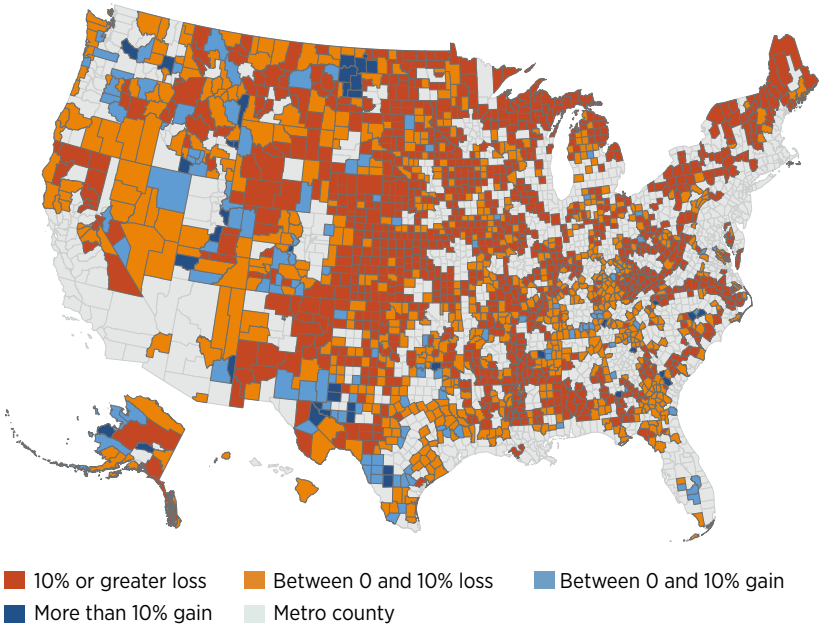 10% or greater loss
Between 0 and 10% loss
Between 0 and 10% gain
More than 10% gain
Metro county